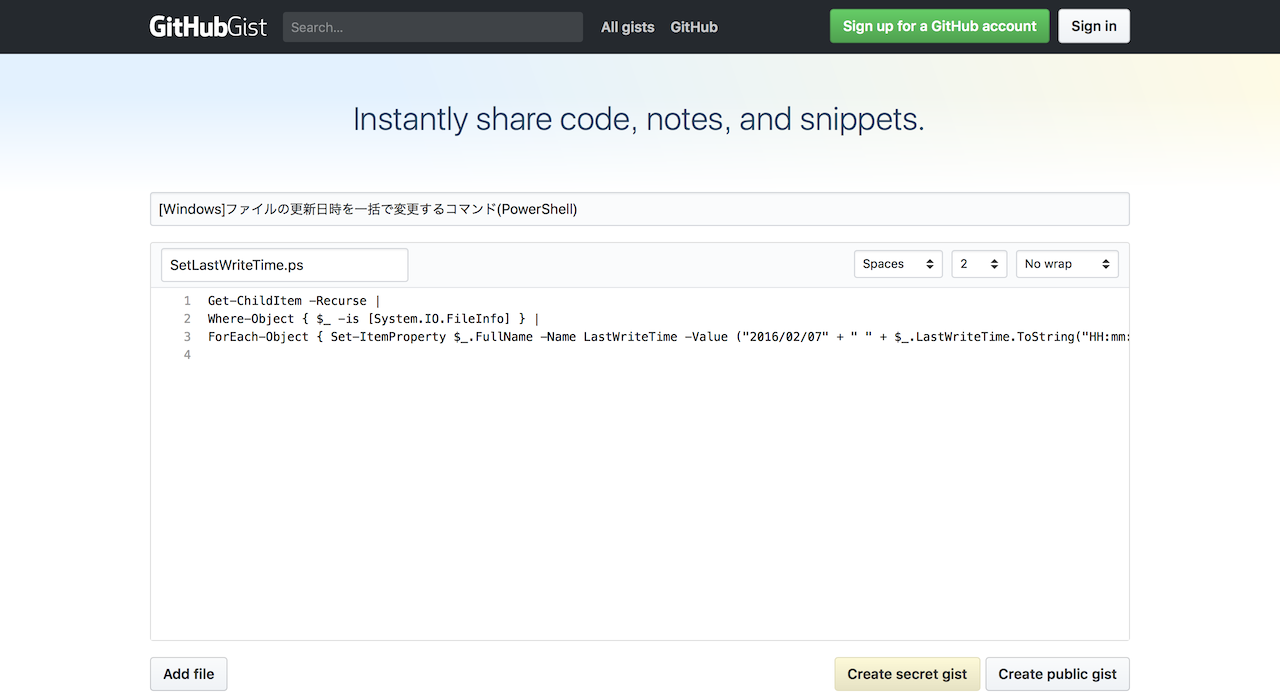 GitHubGist Search... All gists GitHub Sign up for a GitHub account Sign in
Instantly share code, notes, and snippets.
[Windows]ファイルの更新日時を一括で変更するコマンド(PowerShell)
SetLastWriteTime.ps Spaces 2 No wrap
1 Get-ChildItem -Recurse |
2 Where-Object { $_ -is [System.IO.FileInfo] } |
3 ForEach-Object { Set-ItemProperty $_.FullName -Name LastWriteTime -Value ("2016/02/07" + " " + $_.LastWriteTime.ToString("HH:mm:
4
Add file Create secret gist Create public gist